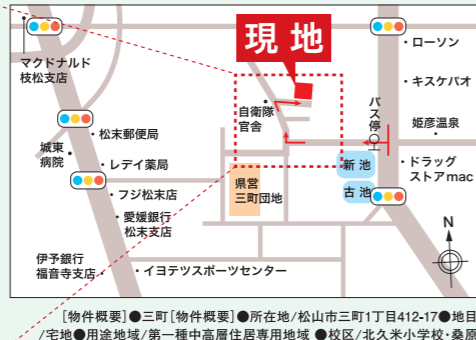 マクドナルド
枝松支店
現地
・ローソン
・キスケパオ
バス停
姫彦温泉
自衛隊
官舎
・松末郵便局
城東
病院
・レデイ薬局
・フジ松末店
・愛媛銀行
松末支店
県営
三町団地
新池
古池
・ドラッグ
ストアmac
伊予銀行
福音寺支店・
・イヨテツスポーツセンター
N
[物件概要]●三町[物件概要]●所在地/松山市三町1丁目412-17●地目
/宅地●用途地域/第一種中高層住居専用地域 ●校区/北久米小学校・桑原